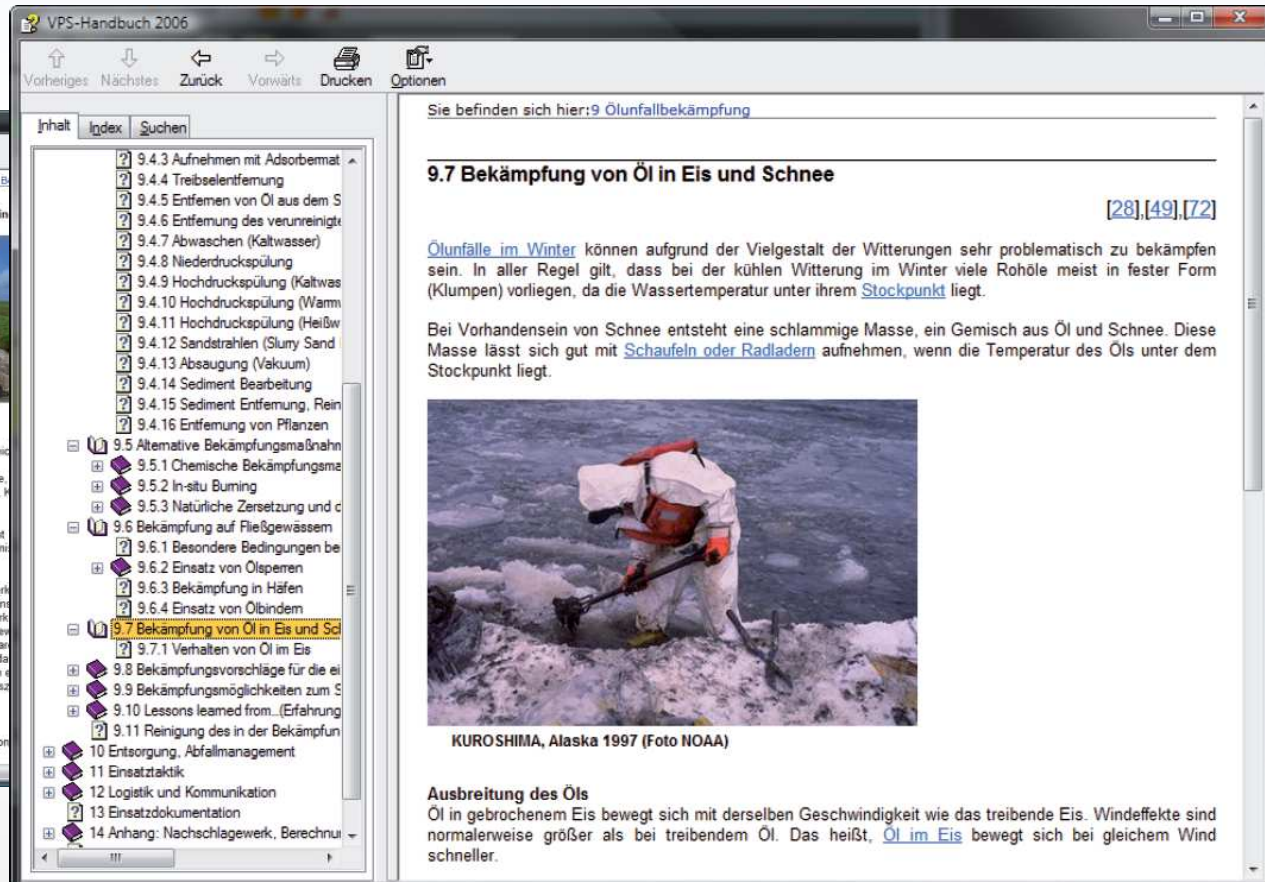 VPS-Handbuch 2006
Vorheriges Nächstes Zurück Vorwärts Drucken Optionen
Inhalt Index Suchen
9.4.3 Aufnehmen mit Adsorbermat
9.4.4 Treibselentfernung
9.4.5 Entfernen von Öl aus dem S
9.4.6 Entfernung des verunreinigte
9.4.7 Abwaschen (Kaltwasser)
9.4.8 Niederdruckspülung
9.4.9 Hochdruckspülung (Kaltwas
9.4.10 Hochdruckspülung (Warmw
9.4.11 Hochdruckspülung (Heißw
9.4.12 Sandstrahlen (Slurry Sand
9.4.13 Absaugung (Vakuum)
9.4.14 Sediment Bearbeitung
9.4.15 Sediment Entfernung, Rein
9.4.16 Entfernung von Pflanzen
9.5 Alternative Bekämpfungsmaßnahm
9.5.1 Chemische Bekämpfungsma
9.5.2 In-situ Burning
9.5.3 Natürliche Zersetzung und d
9.6 Bekämpfung auf Fließgewässern
9.6.1 Besondere Bedingungen be
9.6.2 Einsatz von Ölsperren
9.6.3 Bekämpfung in Häfen
9.6.4 Einsatz von Ölbindern
9.7 Bekämpfung von Öl in Eis und Sch
9.7.1 Verhalten von Öl im Eis
9.8 Bekämpfungsvorschläge für die ei
9.9 Bekämpfungsmöglichkeiten zum S
9.10 Lessons learned from...(Erfahrung
9.11 Reinigung des in der Bekämpfun
10 Entsorgung, Abfallmanagement
11 Einsatztaktik
12 Logistik und Kommunikation
13 Einsatzdokumentation
14 Anhang: Nachschlagewerk, Berechnu
Sie befinden sich hier:9 Ölunfallbekämpfung
9.7 Bekämpfung von Öl in Eis und Schnee
[28],[49],[72]
Ölunfälle im Winter können aufgrund der Vielgestalt der Witterungen sehr problematisch zu bekämpfen
sein. In aller Regel gilt, dass bei der kühlen Witterung im Winter viele Rohöle meist in fester Form
(Klumpen) vorliegen, da die Wassertemperatur unter ihrem Stockpunkt liegt.
Bei Vorhandensein von Schnee entsteht eine schlammige Masse, ein Gemisch aus Öl und Schnee. Diese
Masse lässt sich gut mit Schaufeln oder Radladern aufnehmen, wenn die Temperatur des Öls unter dem
Stockpunkt liegt.
KUROSHIMA, Alaska 1997 (Foto NOAA)
Ausbreitung des Öls
Öl in gebrochenem Eis bewegt sich mit derselben Geschwindigkeit wie das treibende Eis. Windeffekte sind
normalerweise größer als bei treibendem Öl. Das heißt, Öl im Eis bewegt sich bei gleichem Wind
schneller.